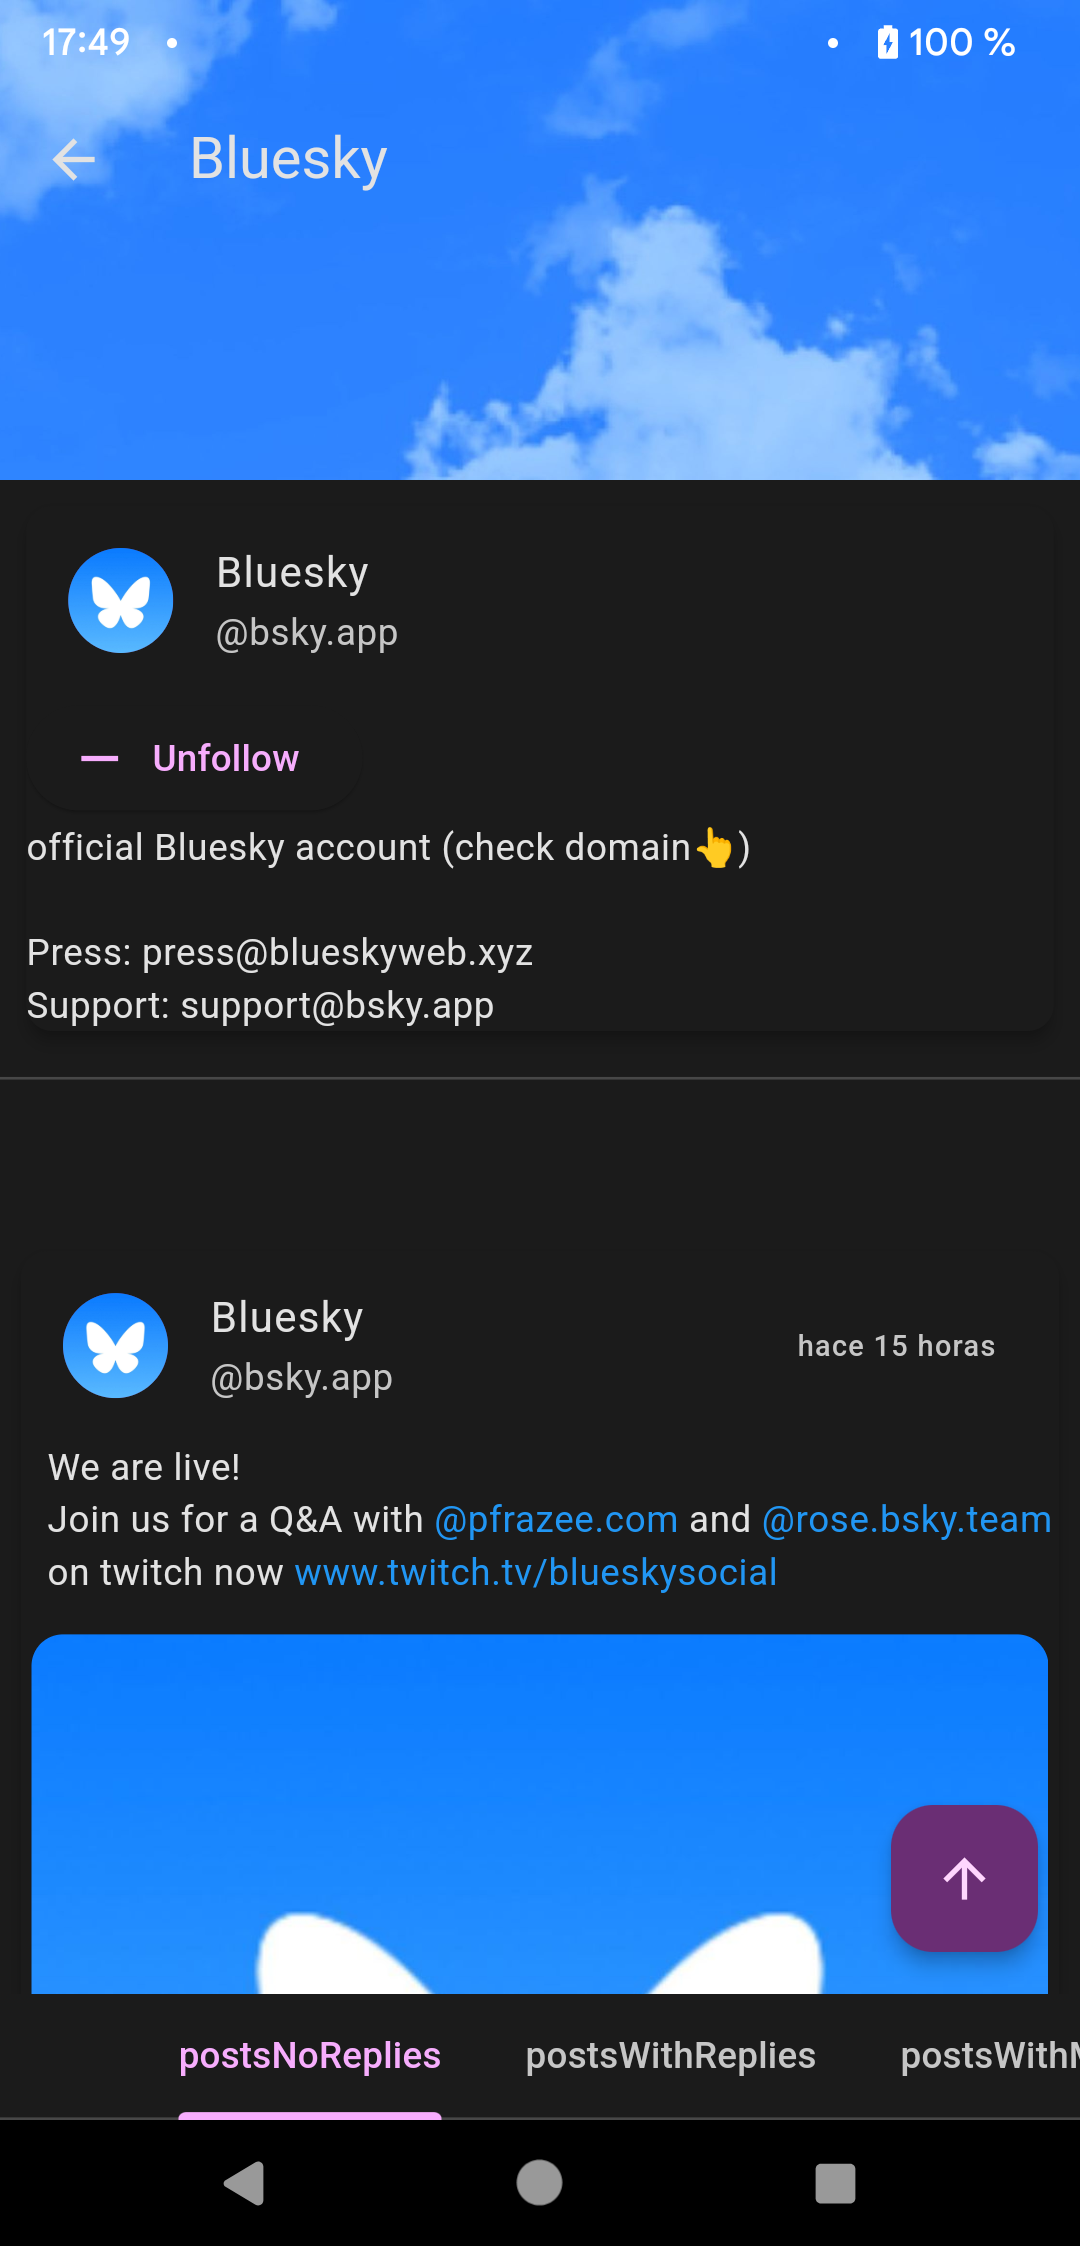 17:49
100 %
Bluesky
Bluesky
@bsky.app
Unfollow
official Bluesky account (check domain👆)
Press: press@blueskyweb.xyz
Support: support@bsky.app
Bluesky
@bsky.app
hace 15 horas
We are live!
Join us for a Q&A with @pfrazee.com and @rose.bsky.team
on twitch now www.twitch.tv/blueskysocial
postsNoReplies
postsWithReplies
postsWithM